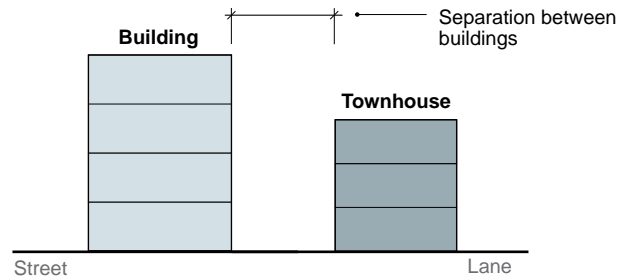 Separation between
buildings
Building
Townhouse
Street
Lane